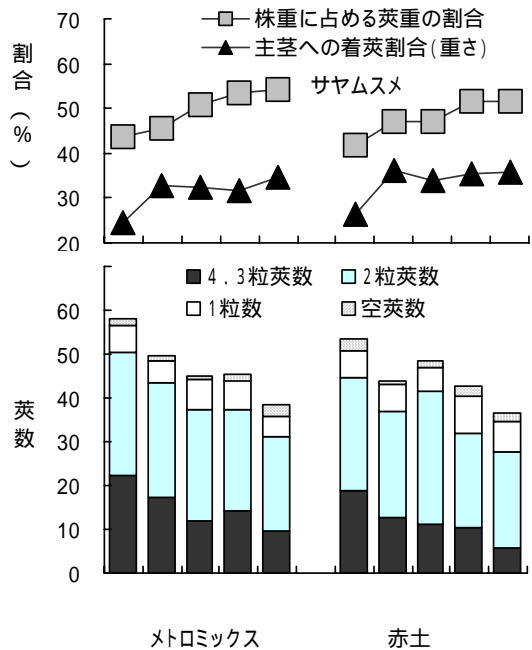 70
60
50
40
30
20
割合(%)
株重に占める莢重の割合
主茎への着莢割合(重さ)
サヤムスメ
4.3粒莢数
2粒莢数
1粒数
空莢数
60
50
40
30
20
10
0
莢数
メトロミックス
赤土